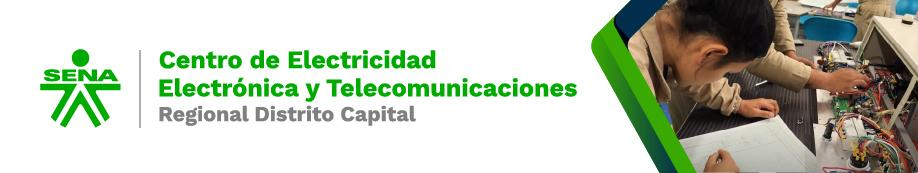 SENA
Centro de Electricidad
Electrónica y Telecomunicaciones
Regional Distrito Capital